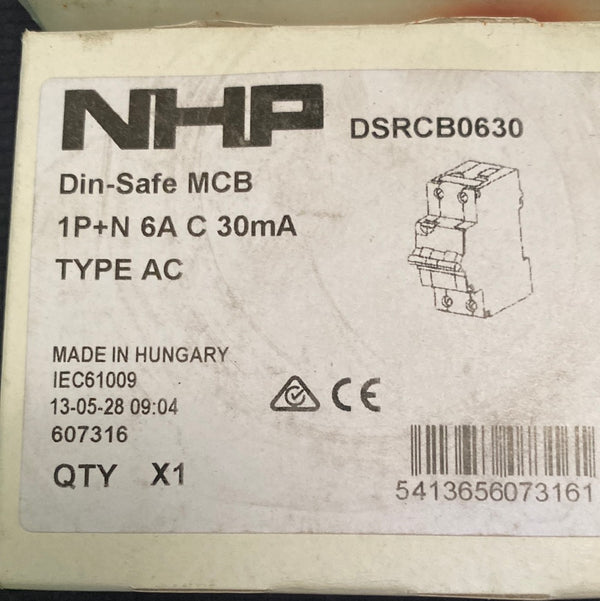 NHP DSRCB0630
Din-Safe MCB
1P+N 6A C 30mA
TYPE AC
MADE IN HUNGARY
IEC61009
13-05-28 09:04
607316
CE
QTY X1
5413656073161